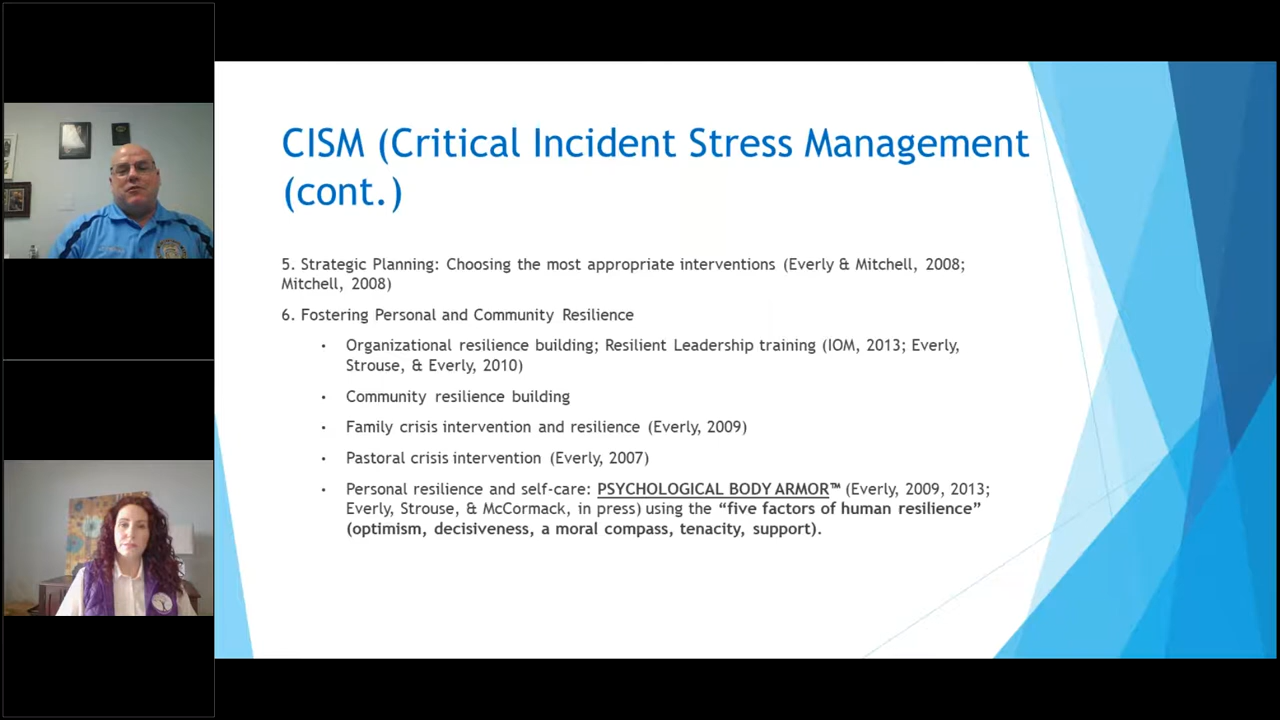 CISM (Critical Incident Stress Management
(cont.)
5. Strategic Planning: Choosing the most appropriate interventions (Everly & Mitchell, 2008;
Mitchell, 2008)
6. Fostering Personal and Community Resilience
• Organizational resilience building; Resilient Leadership training (IOM, 2013; Everly,
Strouse, & Everly, 2010)
• Community resilience building
• Family crisis intervention and resilience (Everly, 2009)
• Pastoral crisis intervention (Everly, 2007)
• Personal resilience and self-care: PSYCHOLOGICAL BODY ARMOR™ (Everly, 2009, 2013;
Everly, Strouse, & McCormack, in press) using the “five factors of human resilience”
(optimism, decisiveness, a moral compass, tenacity, support).